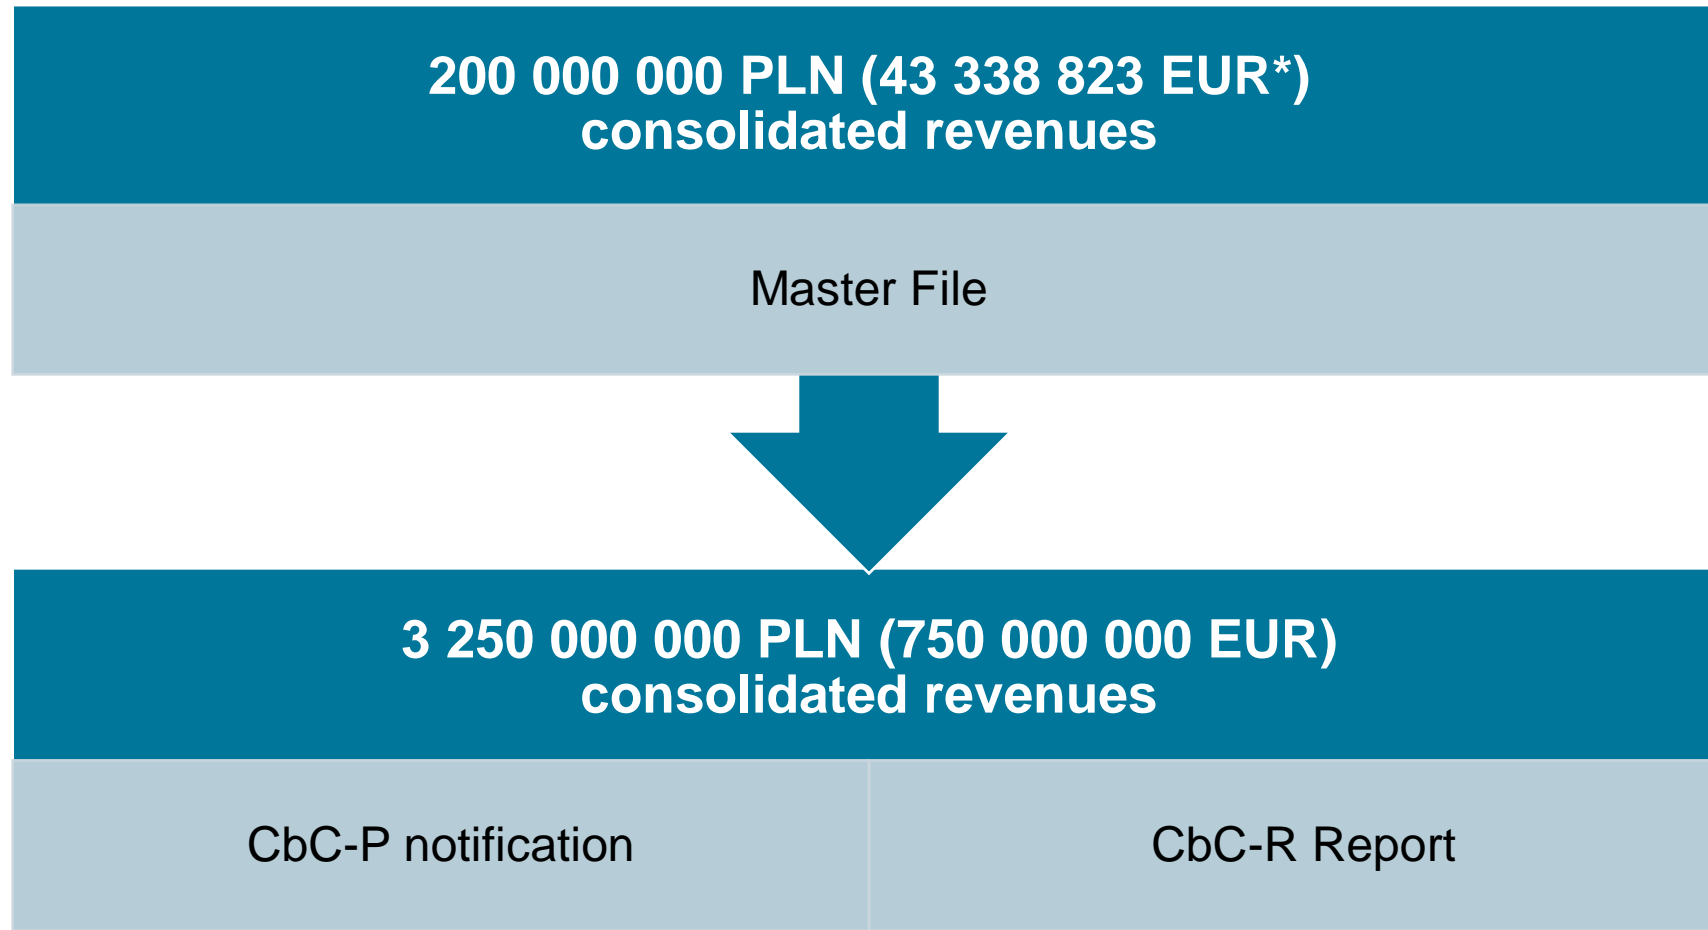 200 000 000 PLN (43 338 823 EUR*)
consolidated revenues
Master File
3 250 000 000 PLN (750 000 000 EUR)
consolidated revenues
CbC-P notification
CbC-R Report